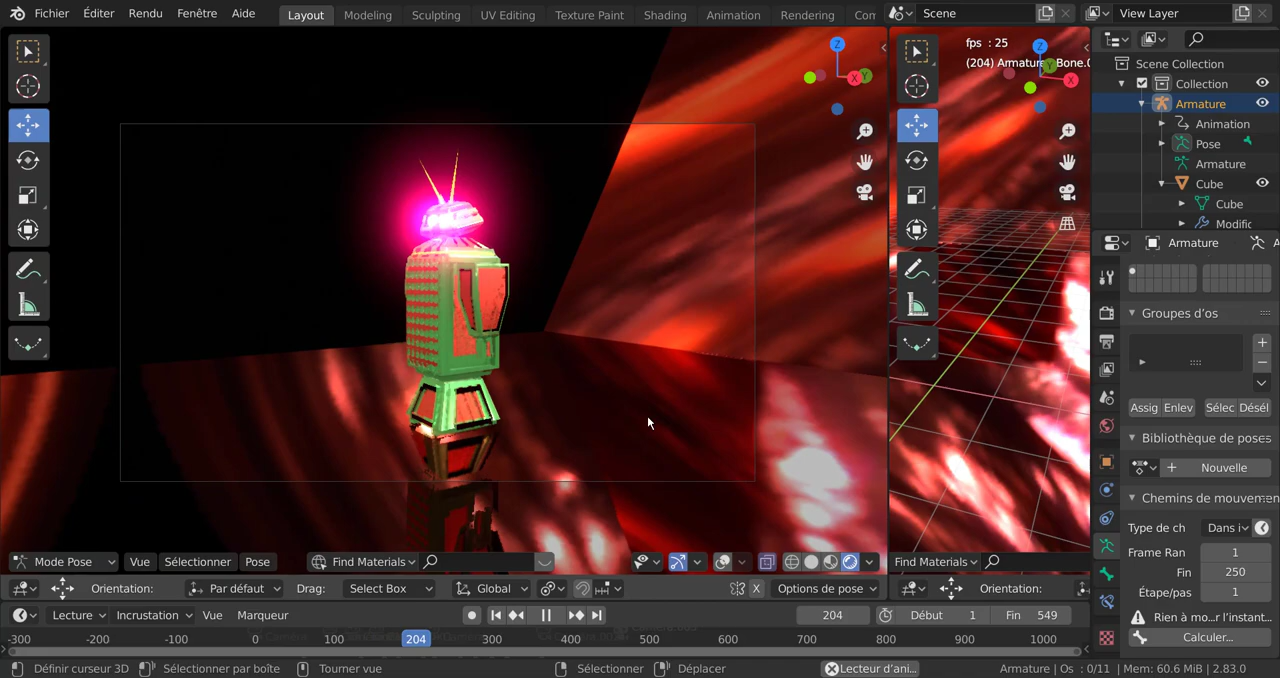 Fichier Éditer Rendu Fenêtre Aide Layout Modeling Sculpting UV Editing Texture Paint Shading Animation Rendering Com Scene View Layer
fps : 25
(204) Armature Bone.0
Scene Collection
Collection
Armature
Animation
Pose
Armature
Cube
Cube
Modific
Armature
Groupes d'os
Assig Enlev Sélec Désél
Bibliothèque de poses
Nouvelle
Chemins de mouvemen
Type de ch Dans i
Frame Ran 1
Fin 250
Étape/pas 1
Rien à mo...r l'instant...
Calculer...
Mode Pose Vue Sélectionner Pose Find Materials Find Materials
Orientation: Par défaut Drag: Select Box Global X Options de pose Orientation:
Lecture Incrustation Vue Marqueur 204 Début 1 Fin 549
-300 -200 -100 100 204 300 400 500 600 700 800 900 1000
Définir curseur 3D Sélectionner par boîte Tourner vue Sélectionner Déplacer Lecteur d'ani... Armature | Os : 0/11 | Mem: 60.6 MiB | 2.83.0